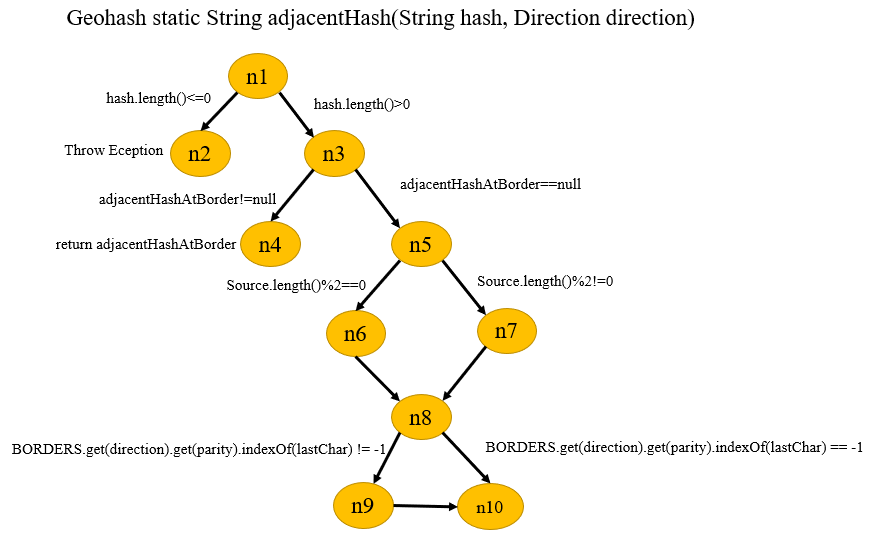 Geohash static String adjacentHash(String hash, Direction direction)
n1
hash.length()<=0
hash.length()>0
Throw Eception
n2
n3
adjacentHashAtBorder!=null
adjacentHashAtBorder==null
return adjacentHashAtBorder
n4
n5
Source.length()%2==0
Source.length()%2!=0
n6
n7
n8
BORDERS.get(direction).get(parity).indexOf(lastChar) != -1
BORDERS.get(direction).get(parity).indexOf(lastChar) == -1
n9
n10